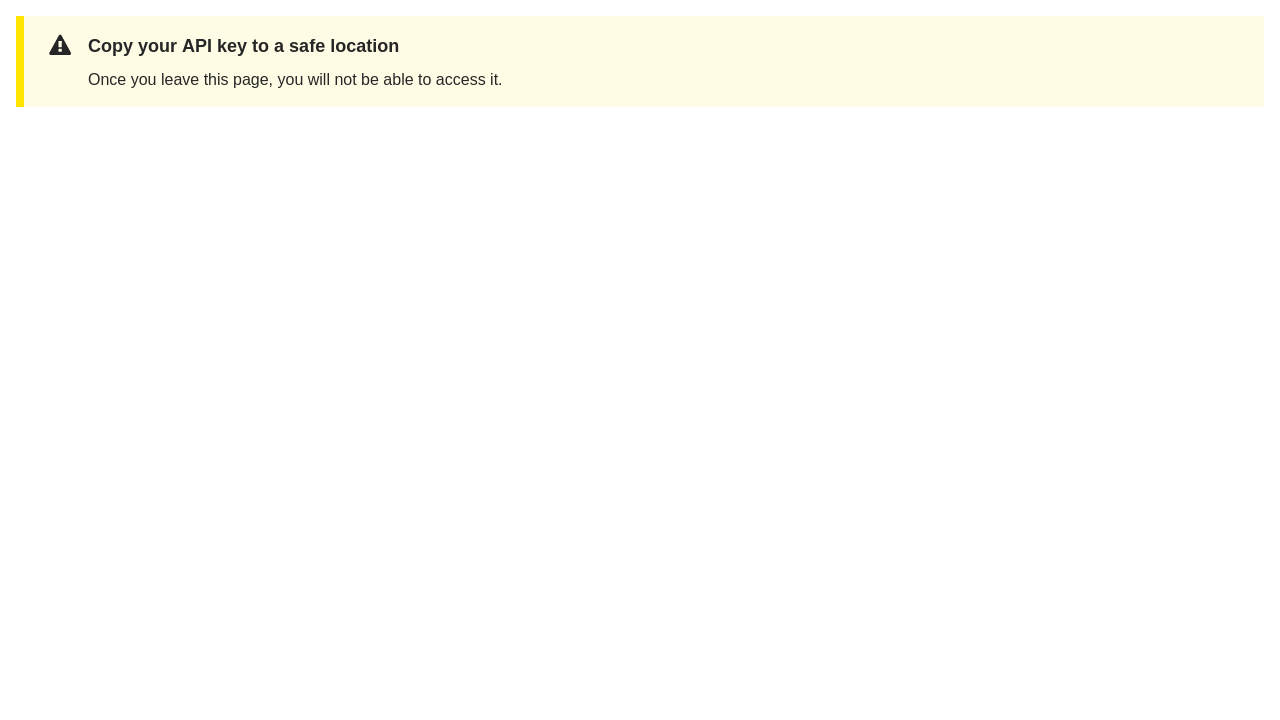 Copy your API key to a safe location
Once you leave this page, you will not be able to access it.